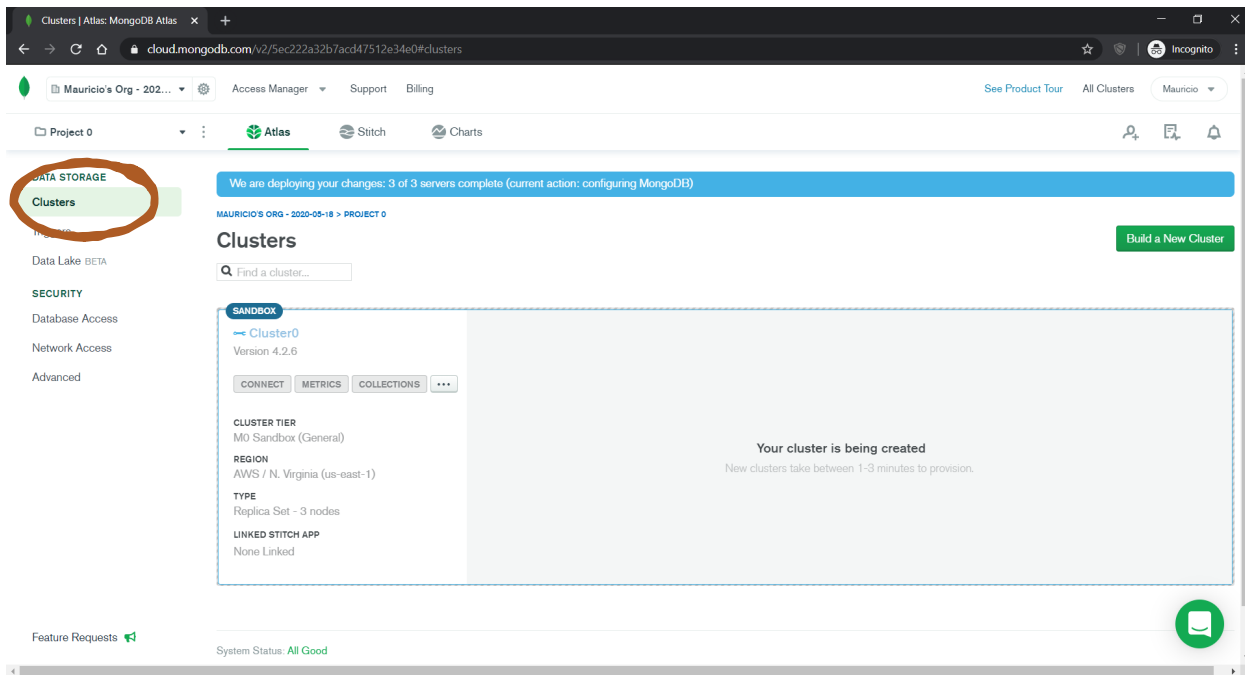 Clusters | Atlas: MongoDB Atlas
cloud.mongodb.com/v2/5ec222a32b7acd47512e34e0#clusters
Incognito
Mauricio's Org - 202...
Access Manager
Support
Billing
See Product Tour
All Clusters
Mauricio
Project 0
Atlas
Stitch
Charts
DATA STORAGE
Clusters
Data Lake BETA
SECURITY
Database Access
Network Access
Advanced
Feature Requests
We are deploying your changes: 3 of 3 servers complete (current action: configuring MongoDB)
MAURICIO'S ORG - 2020-05-18 > PROJECT 0
Clusters
Build a New Cluster
Find a cluster...
SANDBOX
Cluster0
Version 4.2.6
CONNECT
METRICS
COLLECTIONS
...
CLUSTER TIER
M0 Sandbox (General)
REGION
AWS / N. Virginia (us-east-1)
TYPE
Replica Set - 3 nodes
LINKED STITCH APP
None Linked
Your cluster is being created
New clusters take between 1-3 minutes to provision.
System Status: All Good